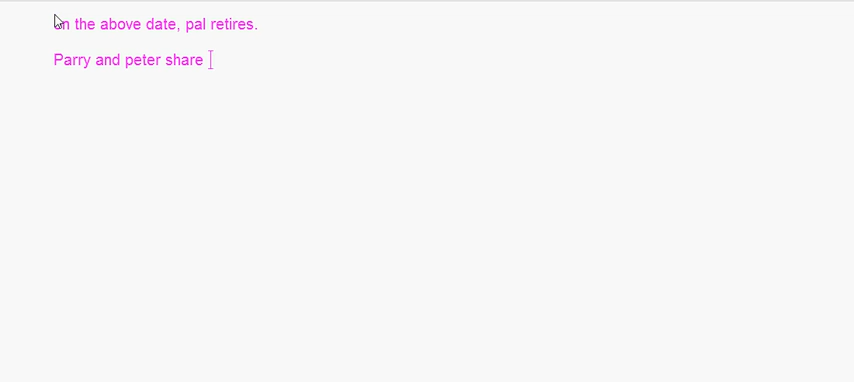 the above date, pal retires.
Parry and peter share